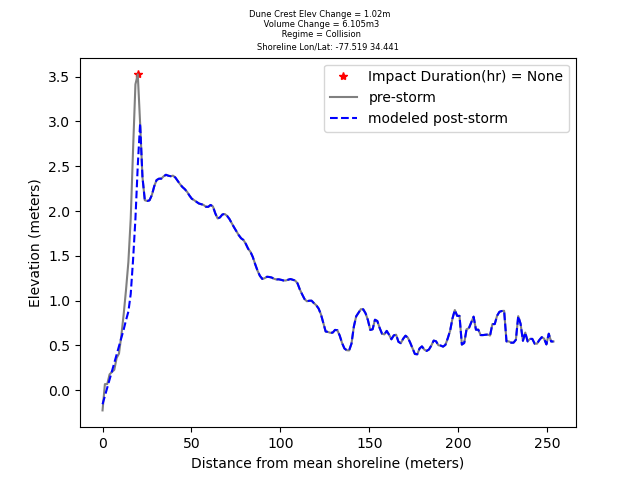 Dune Crest Elev Change = 1.02m
Volume Change = 6.105m3
Regime = Collision
Shoreline Lon/Lat: -77.519 34.441
Impact Duration(hr) = None
pre-storm
modeled post-storm
3.5
3.0
2.5
2.0
1.5
1.0
0.5
0.0
Elevation (meters)
0 50 100 150 200 250
Distance from mean shoreline (meters)